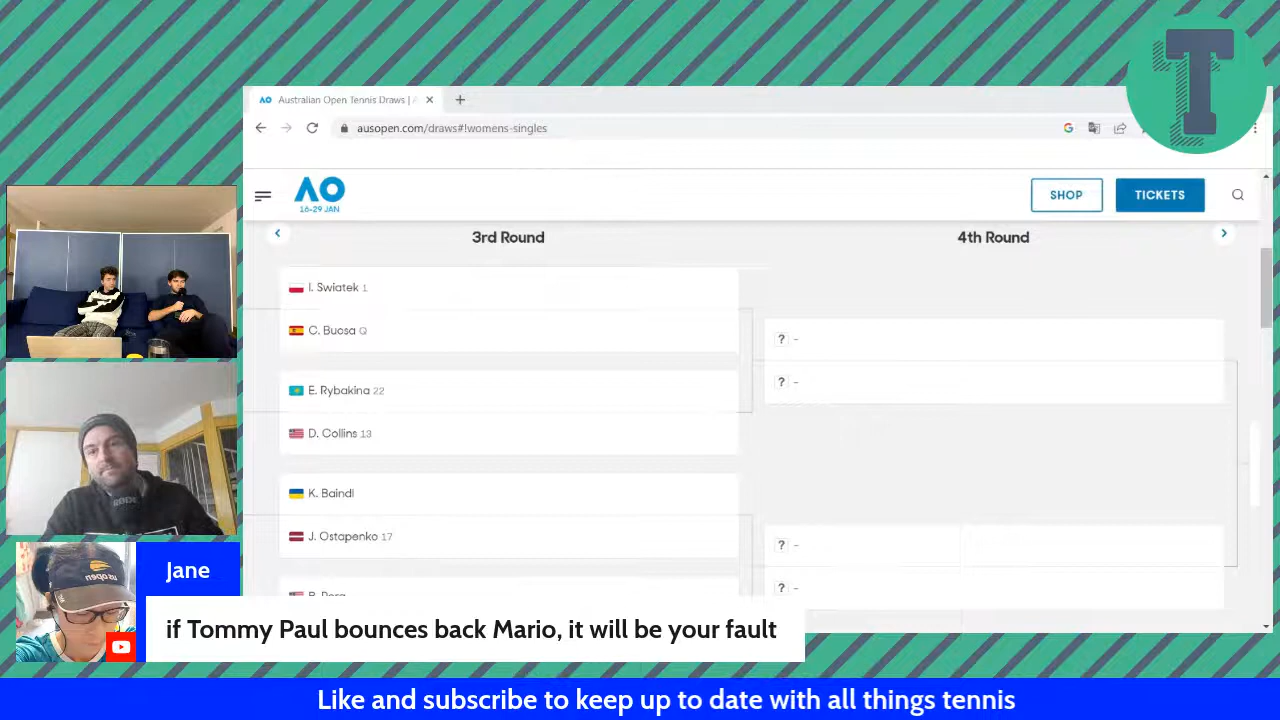 T
Australian Open Tennis Draws |
ausopen.com/draws#!womens-singles
AO
16-29 JAN
SHOP
TICKETS
3rd Round
4th Round
I. Swiatek 1
C. Bucsa Q
? -
? -
E. Rybakina 22
D. Collins 13
K. Baindl
J. Ostapenko 17
? -
? -
Jane
if Tommy Paul bounces back Mario, it will be your fault
Like and subscribe to keep up to date with all things tennis